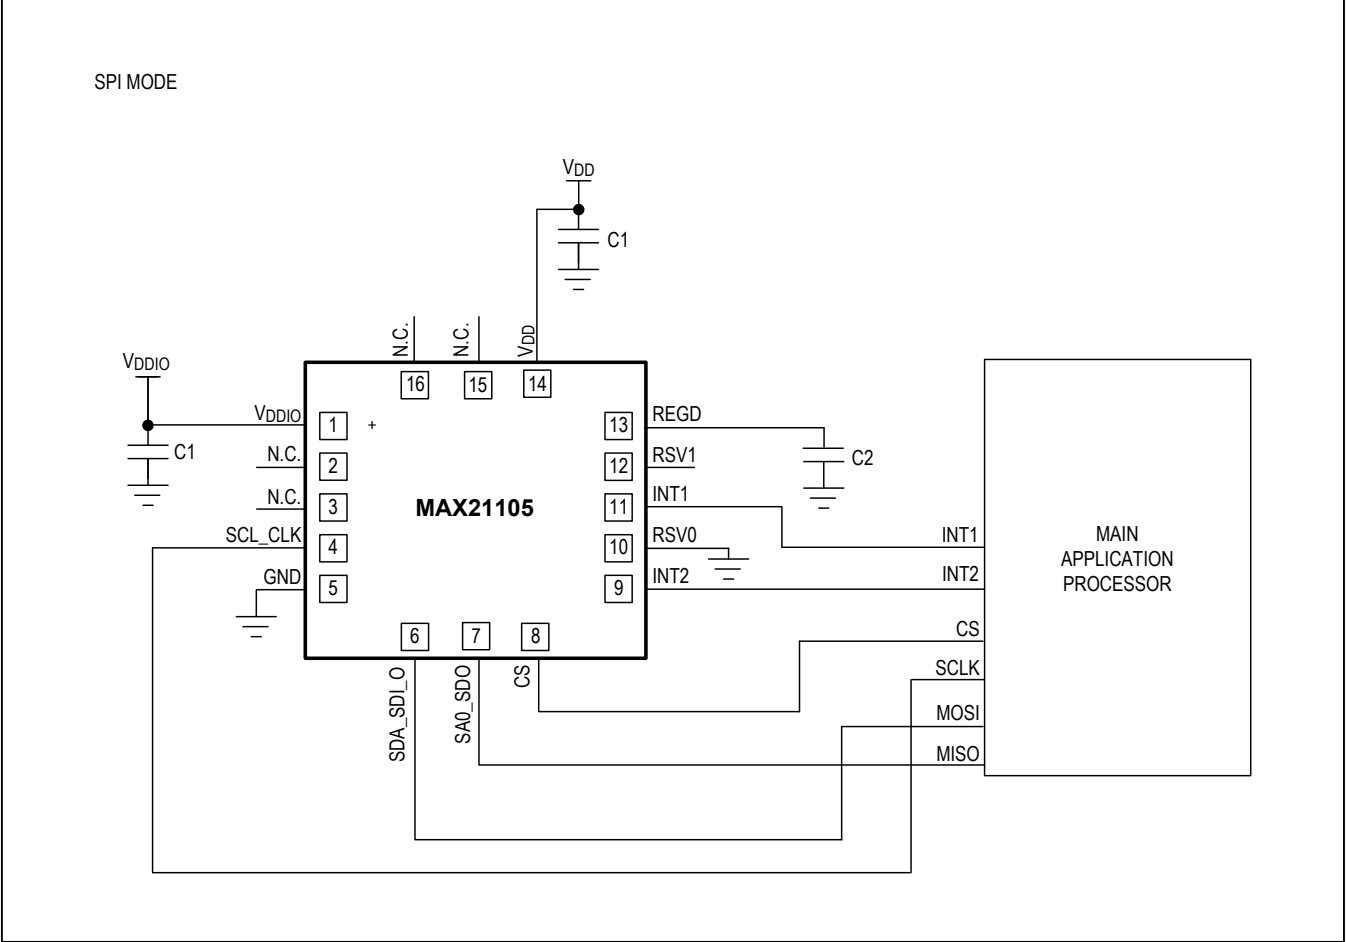 SPI MODE
VDD
C1
N.C.
N.C.
VDD
VDDIO
C1
16
15
14
VDDIO
1
+
13
REGD
C2
N.C.
2
12
RSV1
N.C.
3
MAX21105
11
INT1
SCL_CLK
4
10
RSV0
GND
5
9
INT2
6
7
8
SDA_SDI_O
SA0_SDO
CS
INT1
INT2
CS
SCLK
MOSI
MISO
MAIN
APPLICATION
PROCESSOR